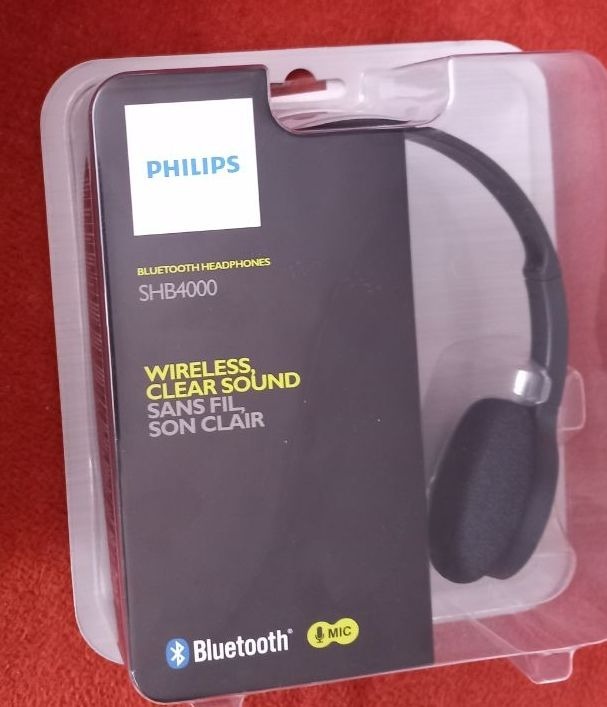 PHILIPS
BLUETOOTH HEADPHONES
SHB4000
WIRELESS,
CLEAR SOUND
SANS FIL,
SON CLAIR
Bluetooth®
MIC